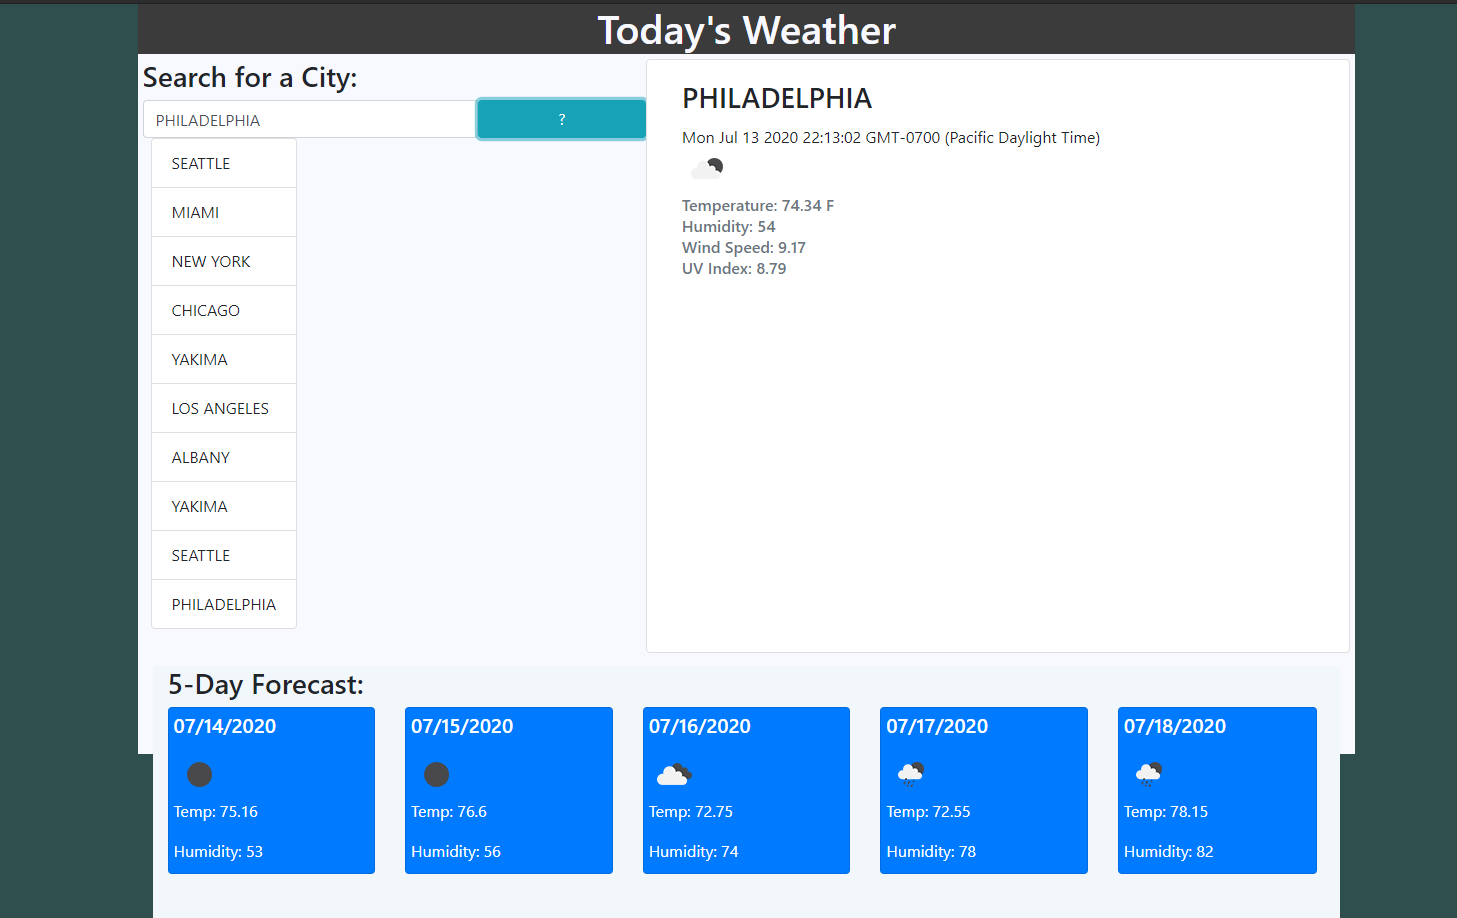 Today's Weather
Search for a City:
PHILADELPHIA
?
SEATTLE
MIAMI
NEW YORK
CHICAGO
YAKIMA
LOS ANGELES
ALBANY
YAKIMA
SEATTLE
PHILADELPHIA
PHILADELPHIA
Mon Jul 13 2020 22:13:02 GMT-0700 (Pacific Daylight Time)
Temperature: 74.34 F
Humidity: 54
Wind Speed: 9.17
UV Index: 8.79
5-Day Forecast:
07/14/2020
Temp: 75.16
Humidity: 53
07/15/2020
Temp: 76.6
Humidity: 56
07/16/2020
Temp: 72.75
Humidity: 74
07/17/2020
Temp: 72.55
Humidity: 78
07/18/2020
Temp: 78.15
Humidity: 82